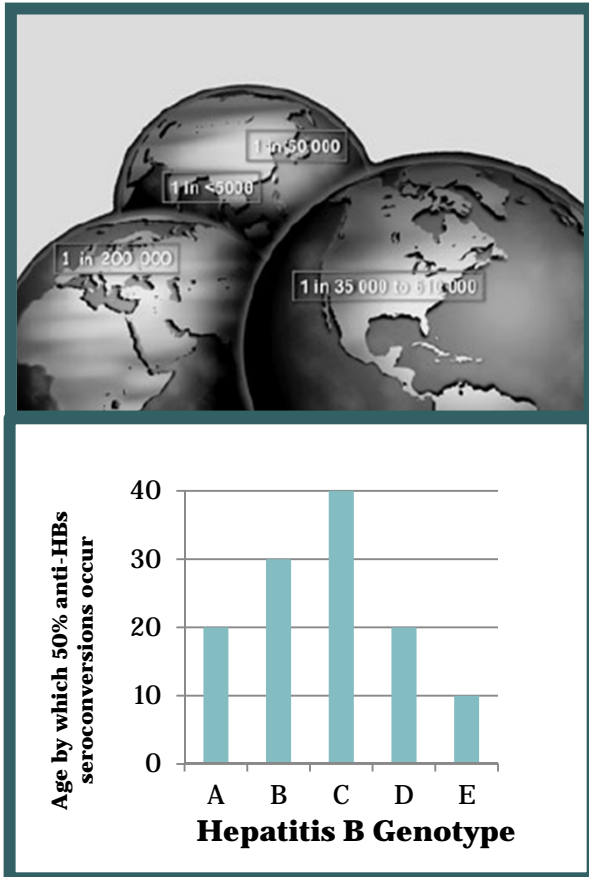 1 in 50 000
1 in <5000
1 in 200 000
1 in 35 000 to 610 000
Age by which 50% anti-HBs
seroconversions occur
40
30
20
10
0
A B C D E
Hepatitis B Genotype